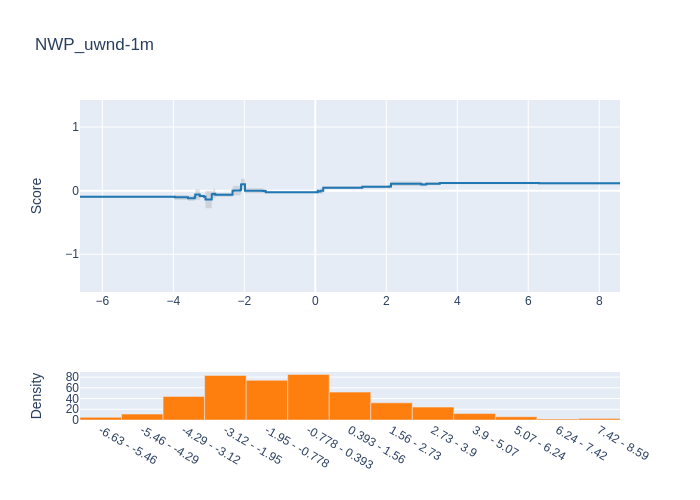 NWP_uwnd-1m
Score
1
0
−1
−6
−4
−2
0
2
4
6
8
Density
80
60
40
20
0
-6.63 - -5.46
-5.46 - -4.29
-4.29 - -3.12
-3.12 - -1.95
-1.95 - -0.778
-0.778 - 0.393
0.393 - 1.56
1.56 - 2.73
2.73 - 3.9
3.9 - 5.07
5.07 - 6.24
6.24 - 7.42
7.42 - 8.59